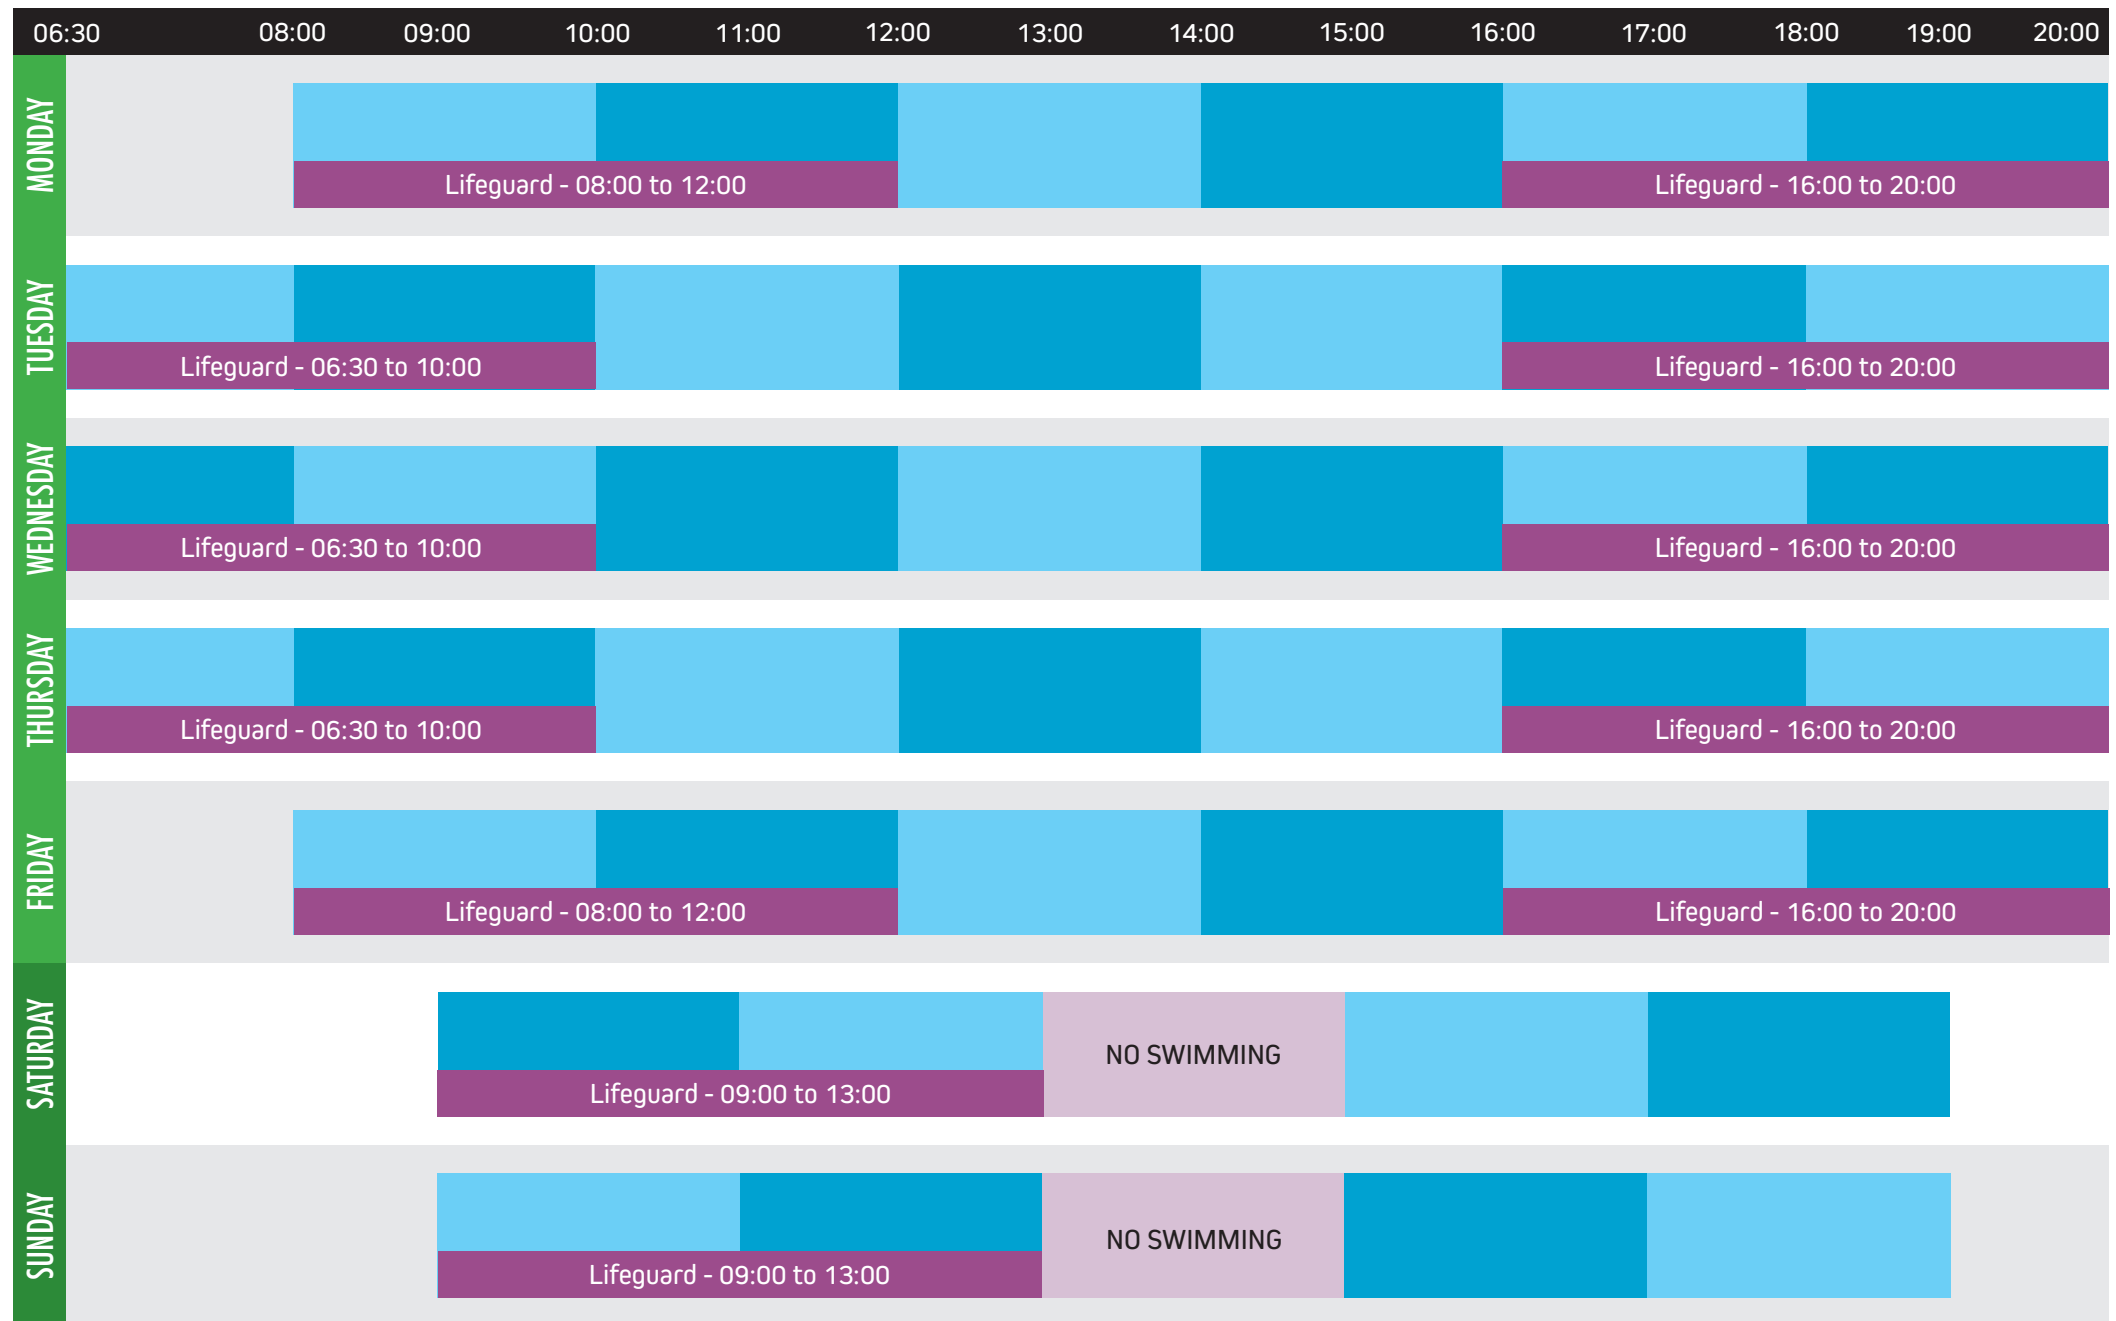 06:30 08:00 09:00 10:00 11:00 12:00 13:00 14:00 15:00 16:00 17:00 18:00 19:00 20:00
MONDAY
Lifeguard - 08:00 to 12:00 Lifeguard - 16:00 to 20:00
TUESDAY
Lifeguard - 06:30 to 10:00 Lifeguard - 16:00 to 20:00
WEDNESDAY
Lifeguard - 06:30 to 10:00 Lifeguard - 16:00 to 20:00
THURSDAY
Lifeguard - 06:30 to 10:00 Lifeguard - 16:00 to 20:00
FRIDAY
Lifeguard - 08:00 to 12:00 Lifeguard - 16:00 to 20:00
SATURDAY
NO SWIMMING
Lifeguard - 09:00 to 13:00
SUNDAY
NO SWIMMING
Lifeguard - 09:00 to 13:00